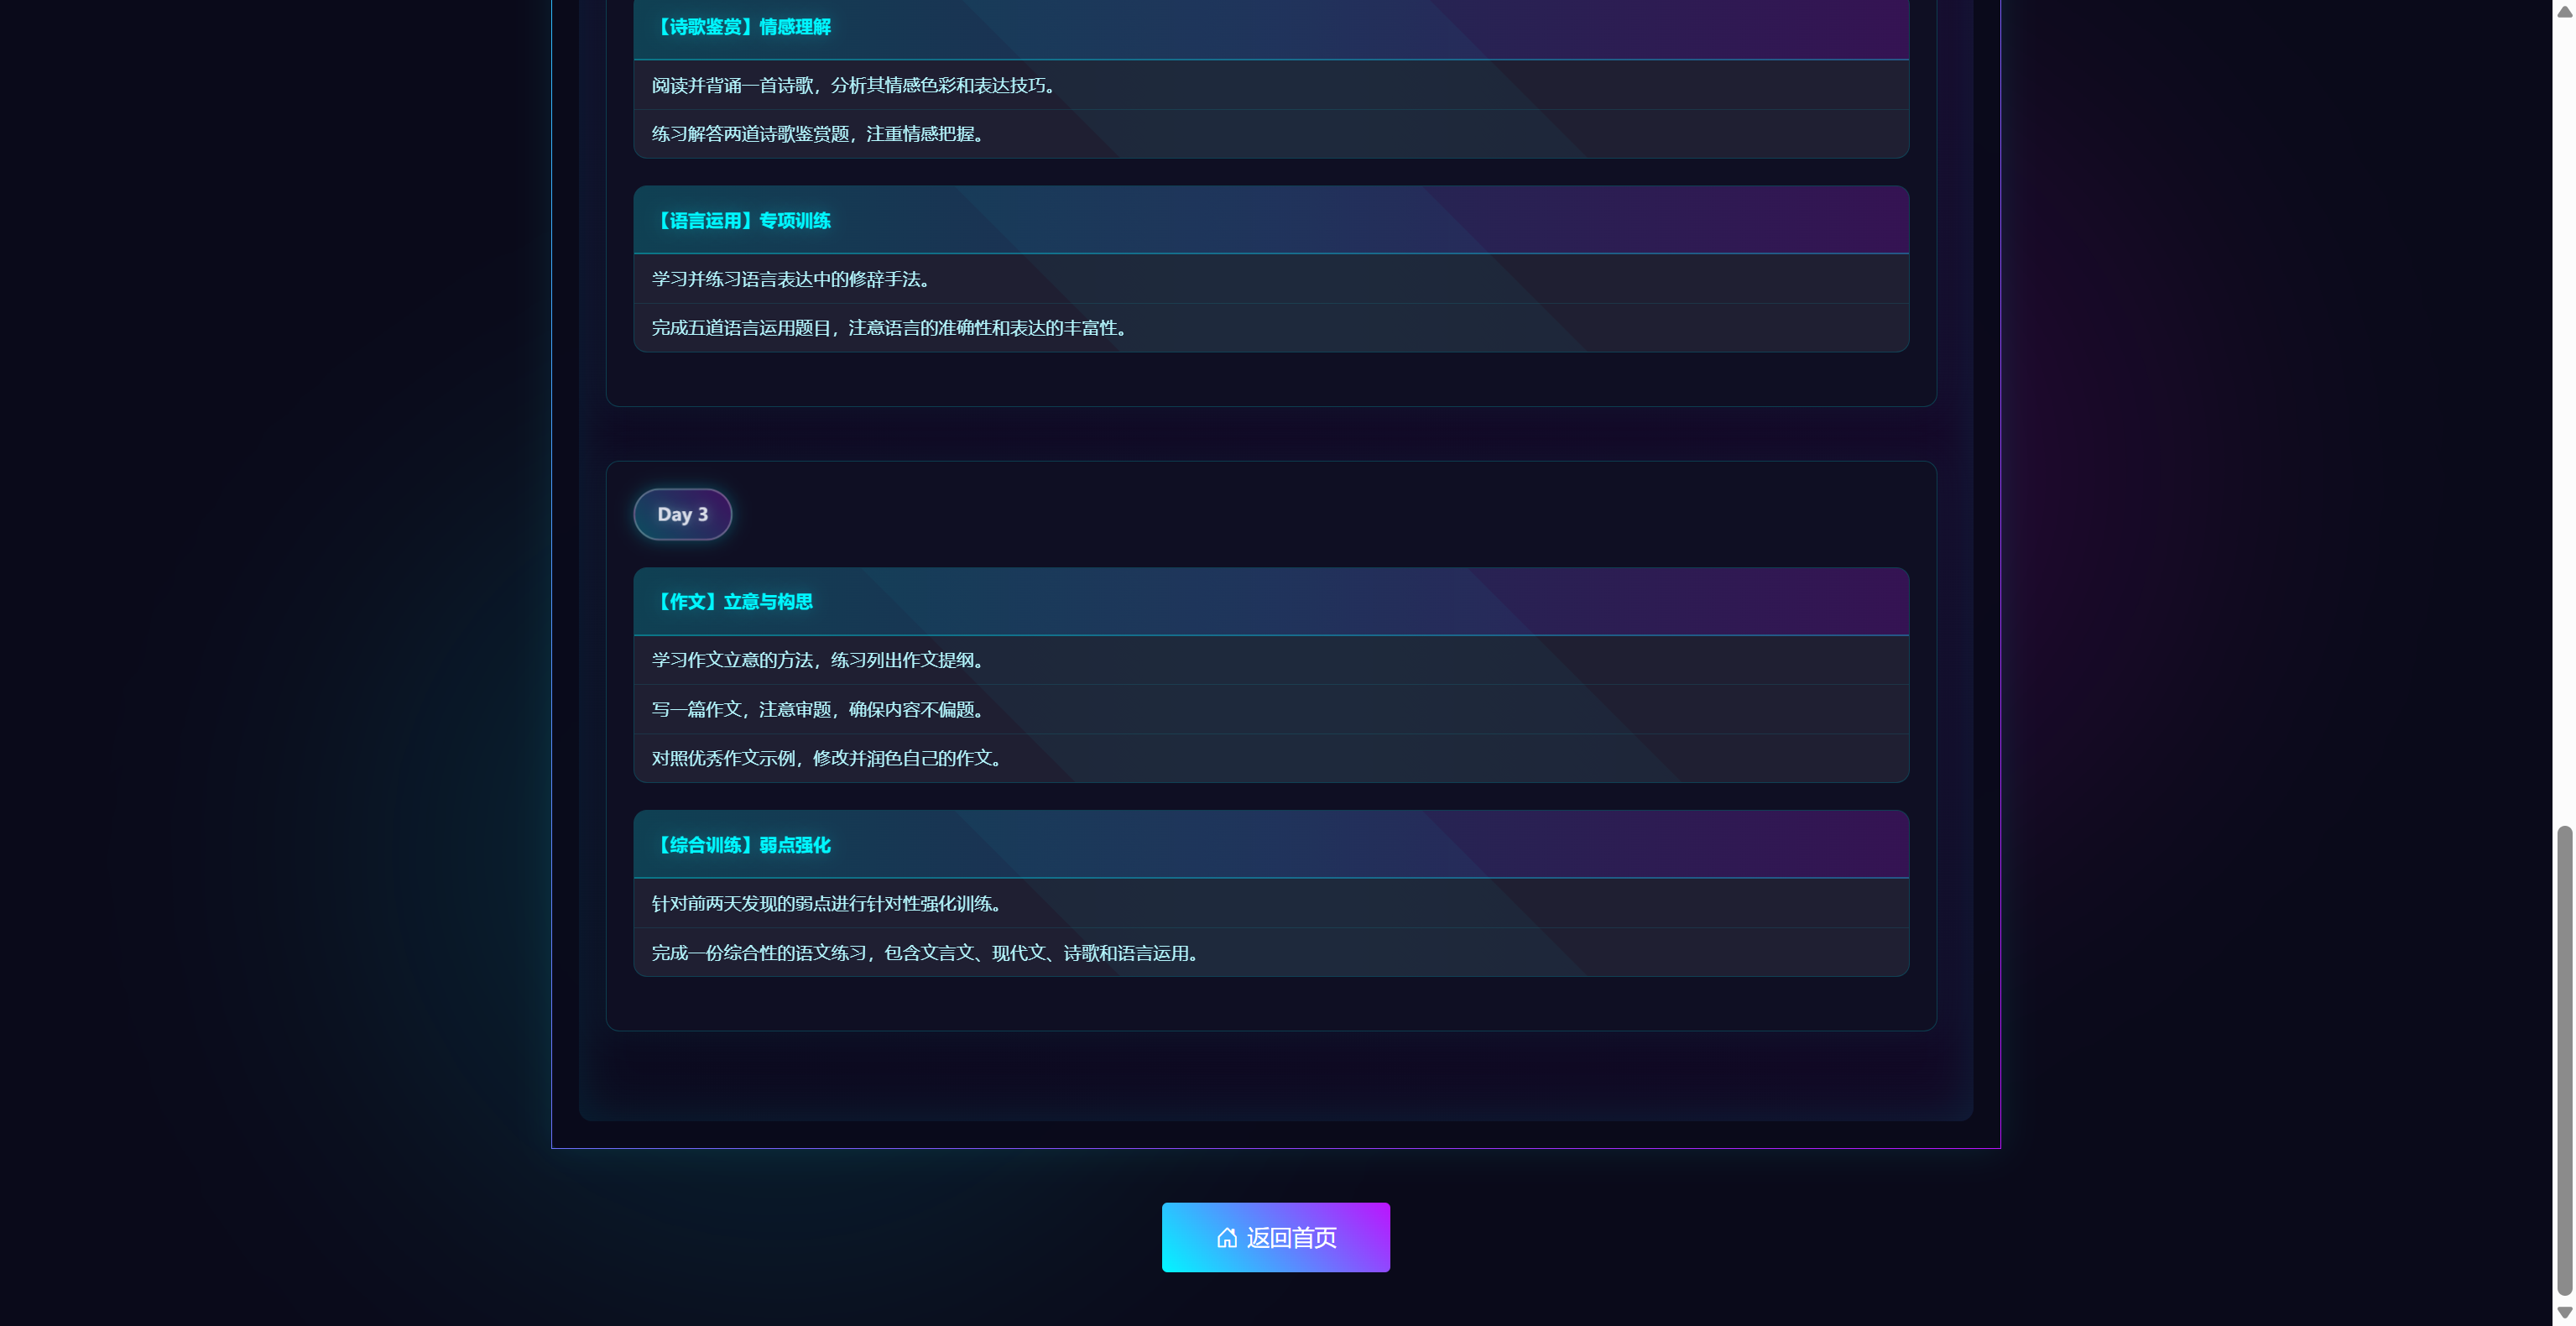 【诗歌鉴赏】情感理解
阅读并背诵一首诗歌，分析其情感色彩和表达技巧。
练习解答两道诗歌鉴赏题，注重情感把握。
【语言运用】专项训练
学习并练习语言表达中的修辞手法。
完成五道语言运用题目，注意语言的准确性和表达的丰富性。
Day 3
【作文】立意与构思
学习作文立意的方法，练习列出作文提纲。
写一篇作文，注意审题，确保内容不偏题。
对照优秀作文示例，修改并润色自己的作文。
【综合训练】弱点强化
针对前两天发现的弱点进行针对性强化训练。
完成一份综合性的语文练习，包含文言文、现代文、诗歌和语言运用。
返回首页